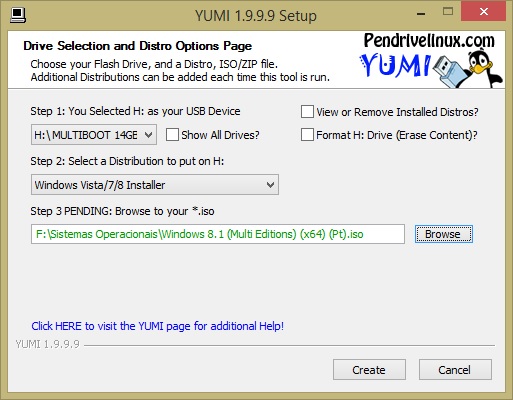 YUMI 1.9.9.9 Setup
Drive Selection and Distro Options Page
Choose your Flash Drive, and a Distro, ISO/ZIP file.
Additional Distributions can be added each time this tool is run.
Pendrivelinux.com
YUMI
Step 1: You Selected H: as your USB Device
View or Remove Installed Distros?
H:\ MULTIBOOT 14GB
Show All Drives?
Format H: Drive (Erase Content)?
Step 2: Select a Distribution to put on H:
Windows Vista/7/8 Installer
Step 3 PENDING: Browse to your *.iso
F:\Sistemas Operacionais\Windows 8.1 (Multi Editions) (x64) (Pt).iso
Browse
Click HERE to visit the YUMI page for additional Help!
YUMI 1.9.9.9
Create
Cancel